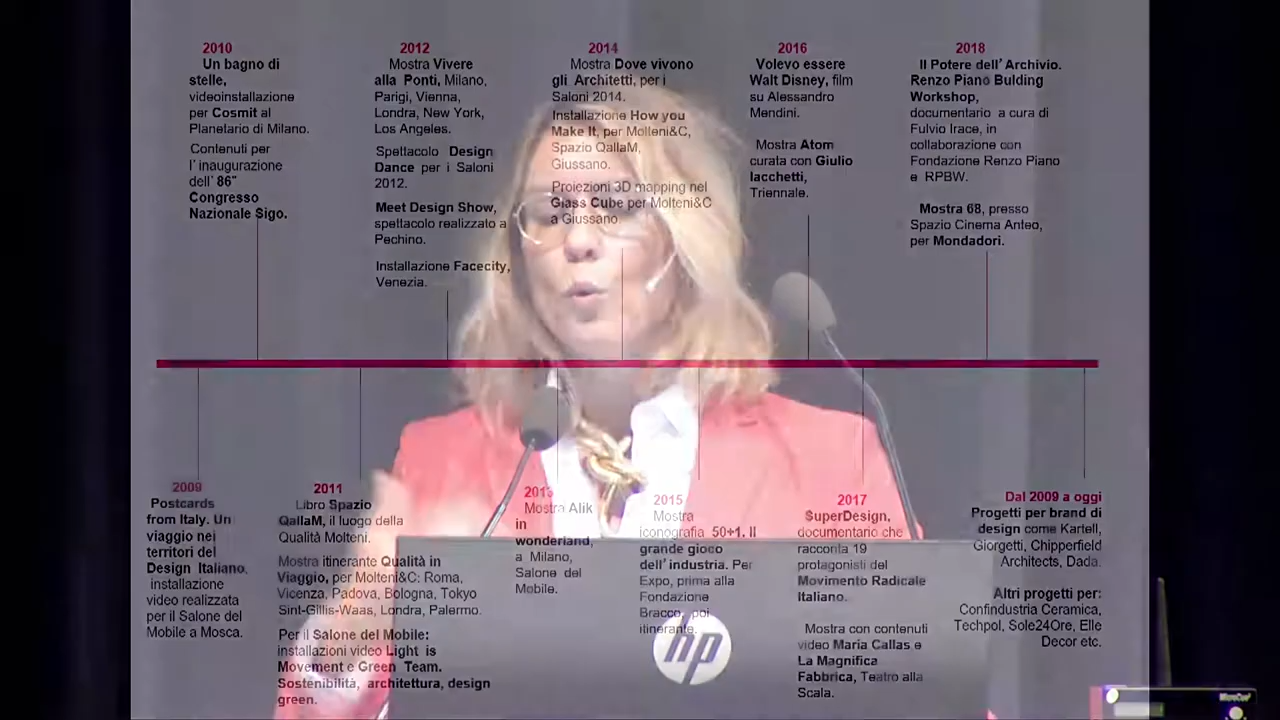 2010
Un bagno di
stelle,
videoinstallazione
per Cosmit al
Planetario di Milano.
Contenuti per
l'inaugurazione
dell'86°
Congresso
Nazionale Sigo.
2012
Mostra Vivere
alla Ponti, Milano,
Parigi, Vienna,
Londra, New York,
Los Angeles.
Spettacolo Design
Dance per i Saloni
2012.
Meet Design Show,
spettacolo realizzato a
Pechino.
Installazione Facecity,
Venezia.
2014
Mostra Dove vivono
gli Architetti, per i
Saloni 2014.
Installazione How you
Make It, per Molteni&C,
Spazio QallaM,
Giussano.
Proiezioni 3D mapping nel
Glass Cube per Molteni&C
a Giussano.
2016
Volevo essere
Walt Disney, film
su Alessandro
Mendini.
Mostra Atom
curata con Giulio
Iacchetti,
Triennale.
2018
Il Potere dell'Archivio.
Renzo Piano Bulding
Workshop,
documentario a cura di
Fulvio Irace, in
collaborazione con
Fondazione Renzo Piano
e RPBW.
Mostra 68, presso
Spazio Cinema Anteo,
per Mondadori.
2009
Postcards
from Italy. Un
viaggio nei
territori del
Design Italiano,
installazione
video realizzata
per il Salone del
Mobile a Mosca.
2011
Libro Spazio
QallaM, il luogo della
Qualità Molteni.
Mostra itinerante Qualità in
Viaggio, per Molteni&C: Roma,
Vicenza, Padova, Bologna, Tokyo
Sint-Gillis-Waas, Londra, Palermo.
Per il Salone del Mobile:
installazioni video Light is
Movement e Green Team.
Sostenibilità, architettura, design
green.
2013
Mostra Alik
in
wonderland,
a Milano,
Salone del
Mobile.
2015
Mostra
iconografia 50+1. Il
grande gioco
dell'industria. Per
Expo, prima alla
Fondazione
Bracco, poi
itinerante.
2017
SuperDesign,
documentario che
racconta 19
protagonisti del
Movimento Radicale
Italiano.
Mostra con contenuti
video Maria Callas e
La Magnifica
Fabbrica, Teatro alla
Scala.
Dal 2009 a oggi
Progetti per brand di
design come Kartell,
Giorgetti, Chipperfield
Architects, Dada.
Altri progetti per:
Confindustria Ceramica,
Techpol, Sole24Ore, Elle
Decor etc.
hp